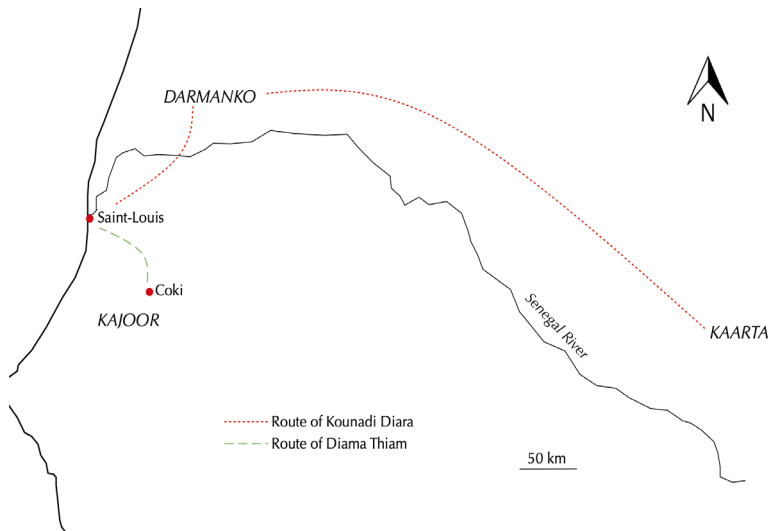 DARMANKO
N
Saint-Louis
Coki
KAJOOR
Senegal River
KAARTA
Route of Kounadi Diara
Route of Diama Thiam
50 km